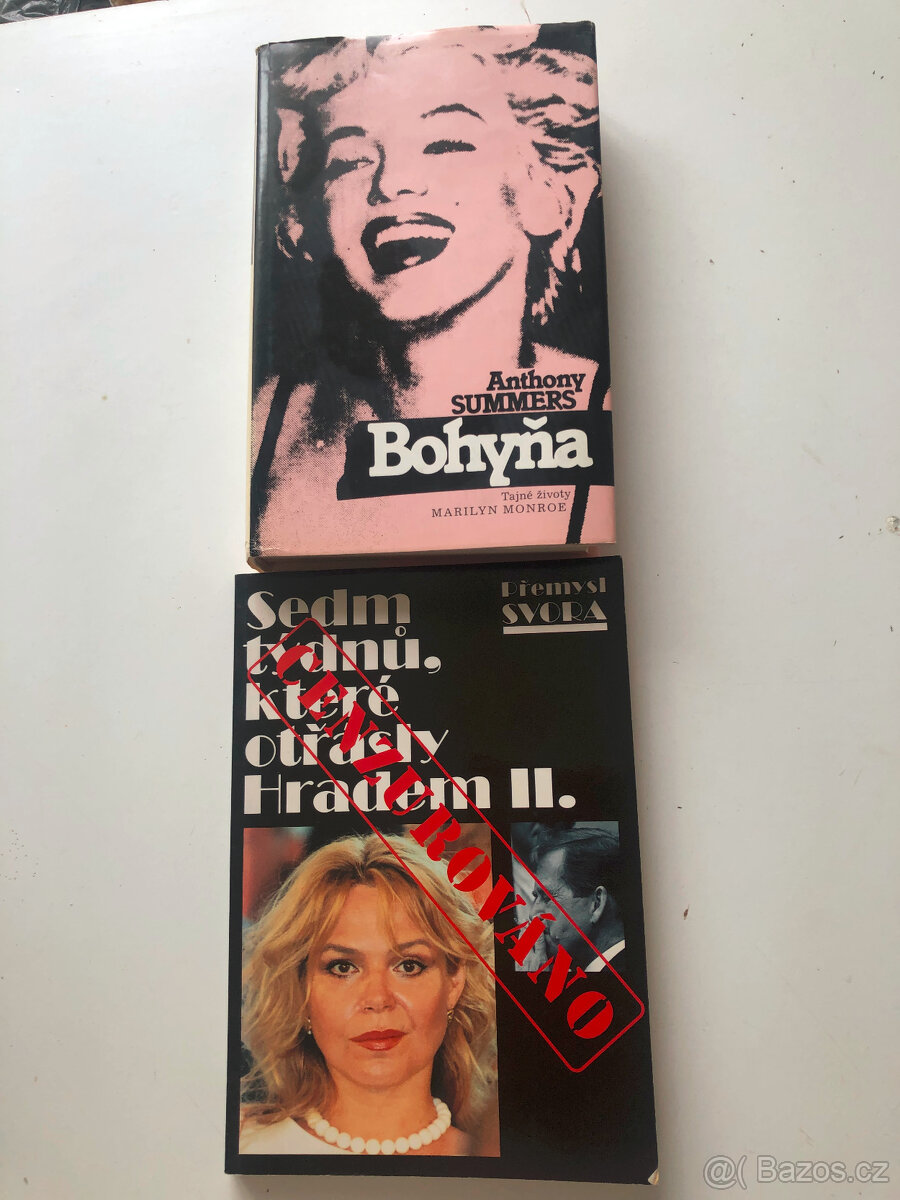 Anthony
SUMMERS
Bohyňa
Tajné životy
MARILYN MONROE
Sedm
týdnů,
které
otřásly
Hradem II.
Přemysl
SVORA
CENZUROVÁNO
@( Bazos.cz